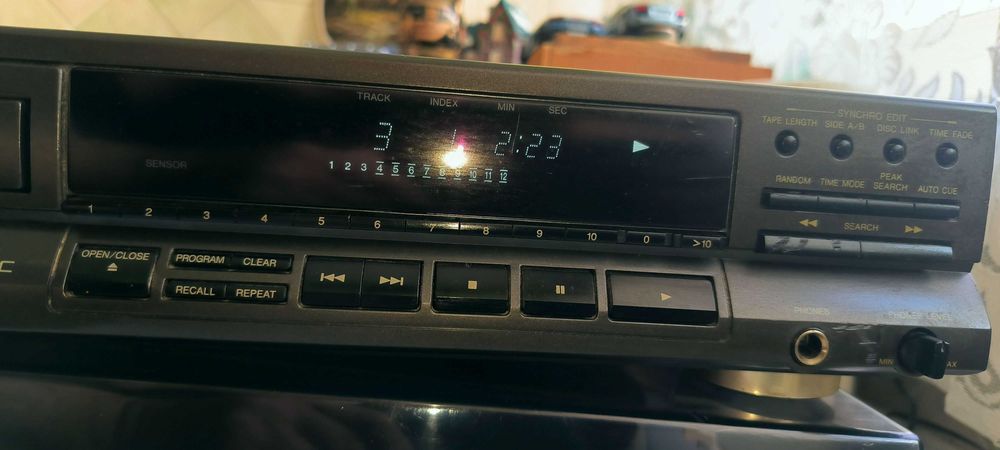 TRACK INDEX MIN SEC
3 1 2:23
SENSOR
1 2 3 4 5 6 7 8 9 10 11 12
SYNCHRO EDIT
TAPE LENGTH SIDE A/B DISC LINK TIME FADE
RANDOM TIME MODE PEAK SEARCH AUTO CUE
SEARCH
1 2 3 4 5 6 7 8 9 10 0 >10
OPEN/CLOSE
PROGRAM CLEAR
RECALL REPEAT
PHONES
PHONES LEVEL
MIN MAX